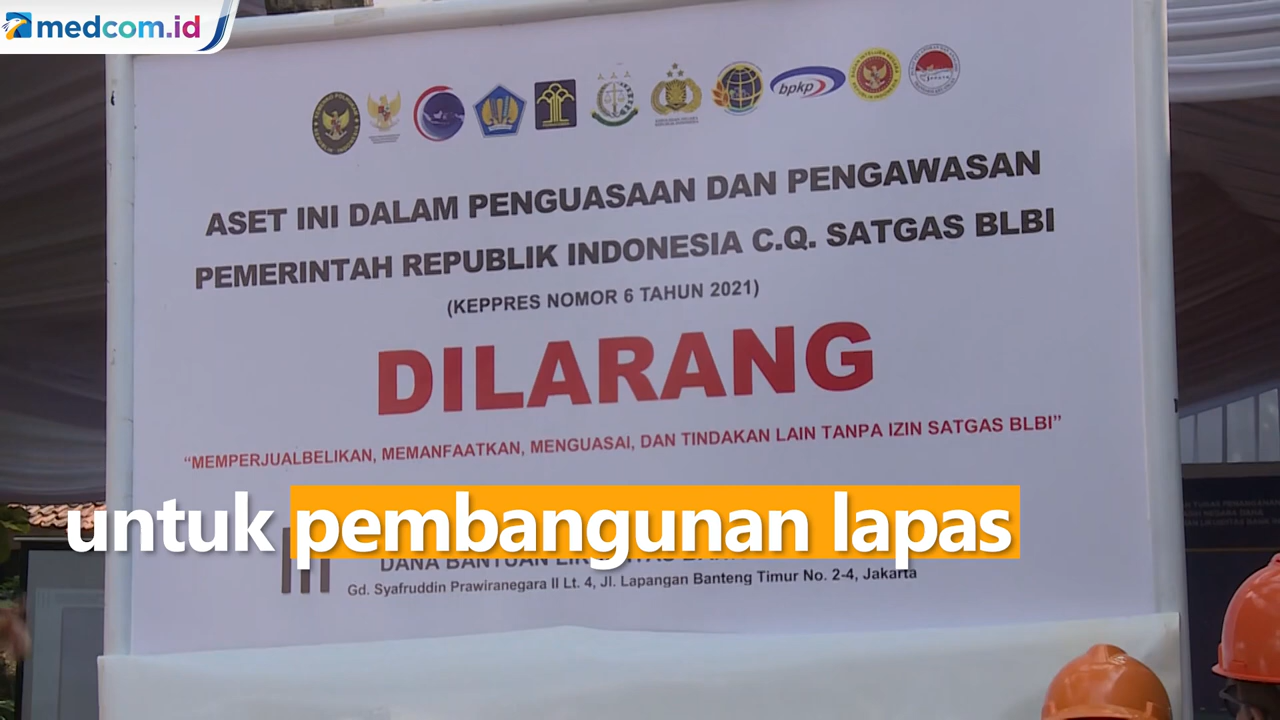 medcom.id
bpkp
ASET INI DALAM PENGUASAAN DAN PENGAWASAN
PEMERINTAH REPUBLIK INDONESIA C.Q. SATGAS BLBI
(KEPPRES NOMOR 6 TAHUN 2021)
DILARANG
“MEMPERJUALBELIKAN, MEMANFAATKAN, MENGUASAI, DAN TINDAKAN LAIN TANPA IZIN SATGAS BLBI”
untuk pembangunan lapas
DANA BANTUAN
Gd. Syafruddin Prawiranegara II Lt. 4, Jl. Lapangan Banteng Timur No. 2-4, Jakarta